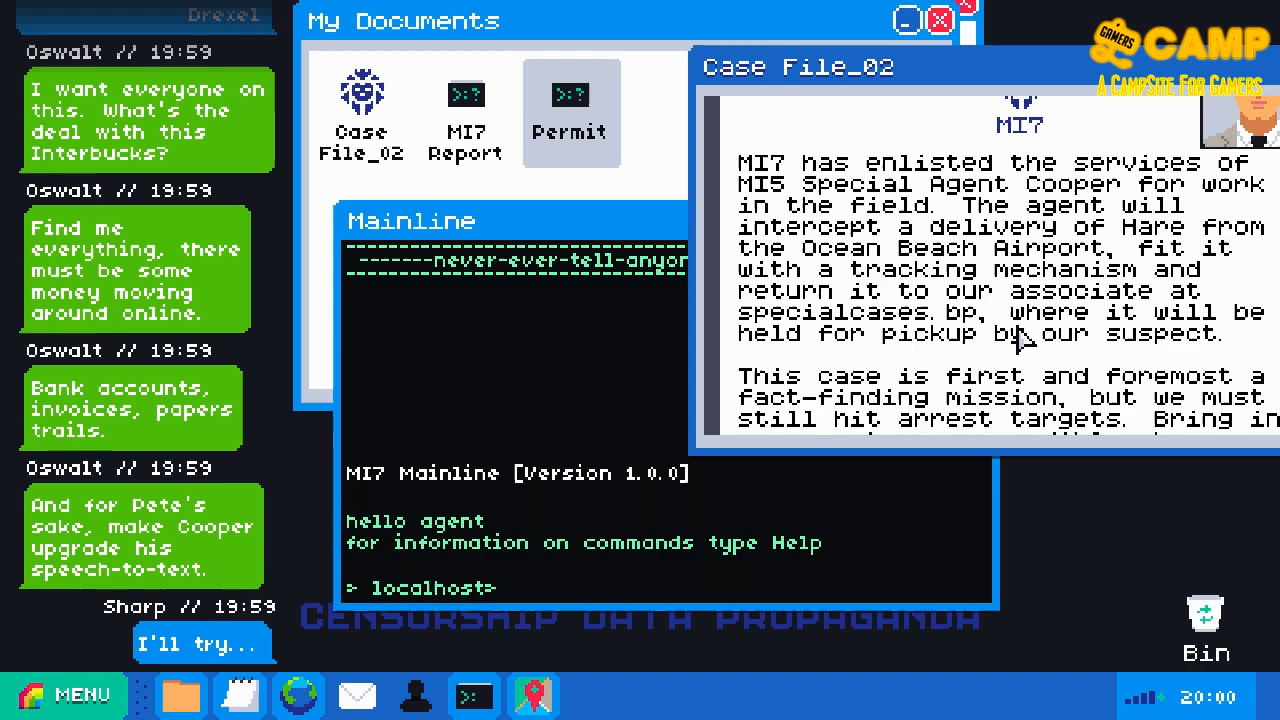 Drexel
Oswalt // 19:59
I want everyone on
this. What's the
deal with this
Interbucks?
Oswalt // 19:59
Find me
everything, there
must be some
money moving
around online.
Oswalt // 19:59
Bank accounts,
invoices, papers
trails.
Oswalt // 19:59
And for Pete's
sake, make Cooper
upgrade his
speech-to-text.
Sharp // 19:59
I'll try...
My Documents
Case
File_02
MI7
Report
Permit
Mainline
-------never-ever-tell-anyon
MI7 Mainline [Version 1.0.0]
hello agent
for information on commands type Help
> localhost>
Case File_02
MI7
MI7 has enlisted the services of
MI5 Special Agent Cooper for work
in the field. The agent will
intercept a delivery of Hare from
the Ocean Beach Airport, fit it
with a tracking mechanism and
return it to our associate at
specialcases.bp, where it will be
held for pickup by our suspect.
This case is first and foremost a
fact-finding mission, but we must
still hit arrest targets. Bring in
GAMERS
CAMP
A CAMPSITE FOR GAMERS
CENSORSHIP DATA PROPAGANDA
Bin
MENU
20:00